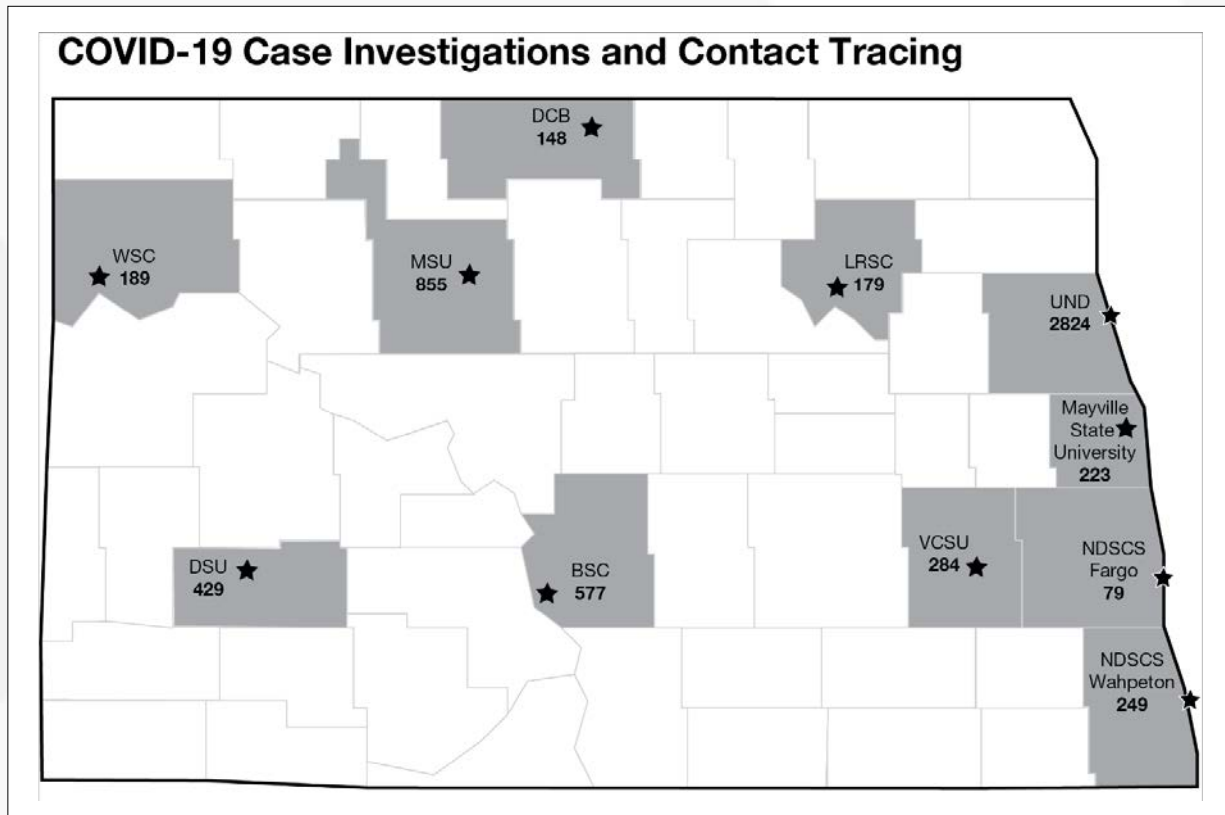 COVID-19 Case Investigations and Contact Tracing
DCB
148
WSC
189
MSU
855
LRSC
179
UND
2824
Mayville
State
University
223
DSU
429
BSC
577
VCSU
284
NDSCS
Fargo
79
NDSCS
Wahpeton
249